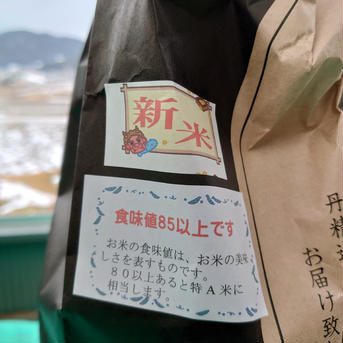 新米
食味値85以上です
お米の食味値は、お米の美味
しさを表すものです。
80以上あると特A米に
相当します。
丹精込
お届け致